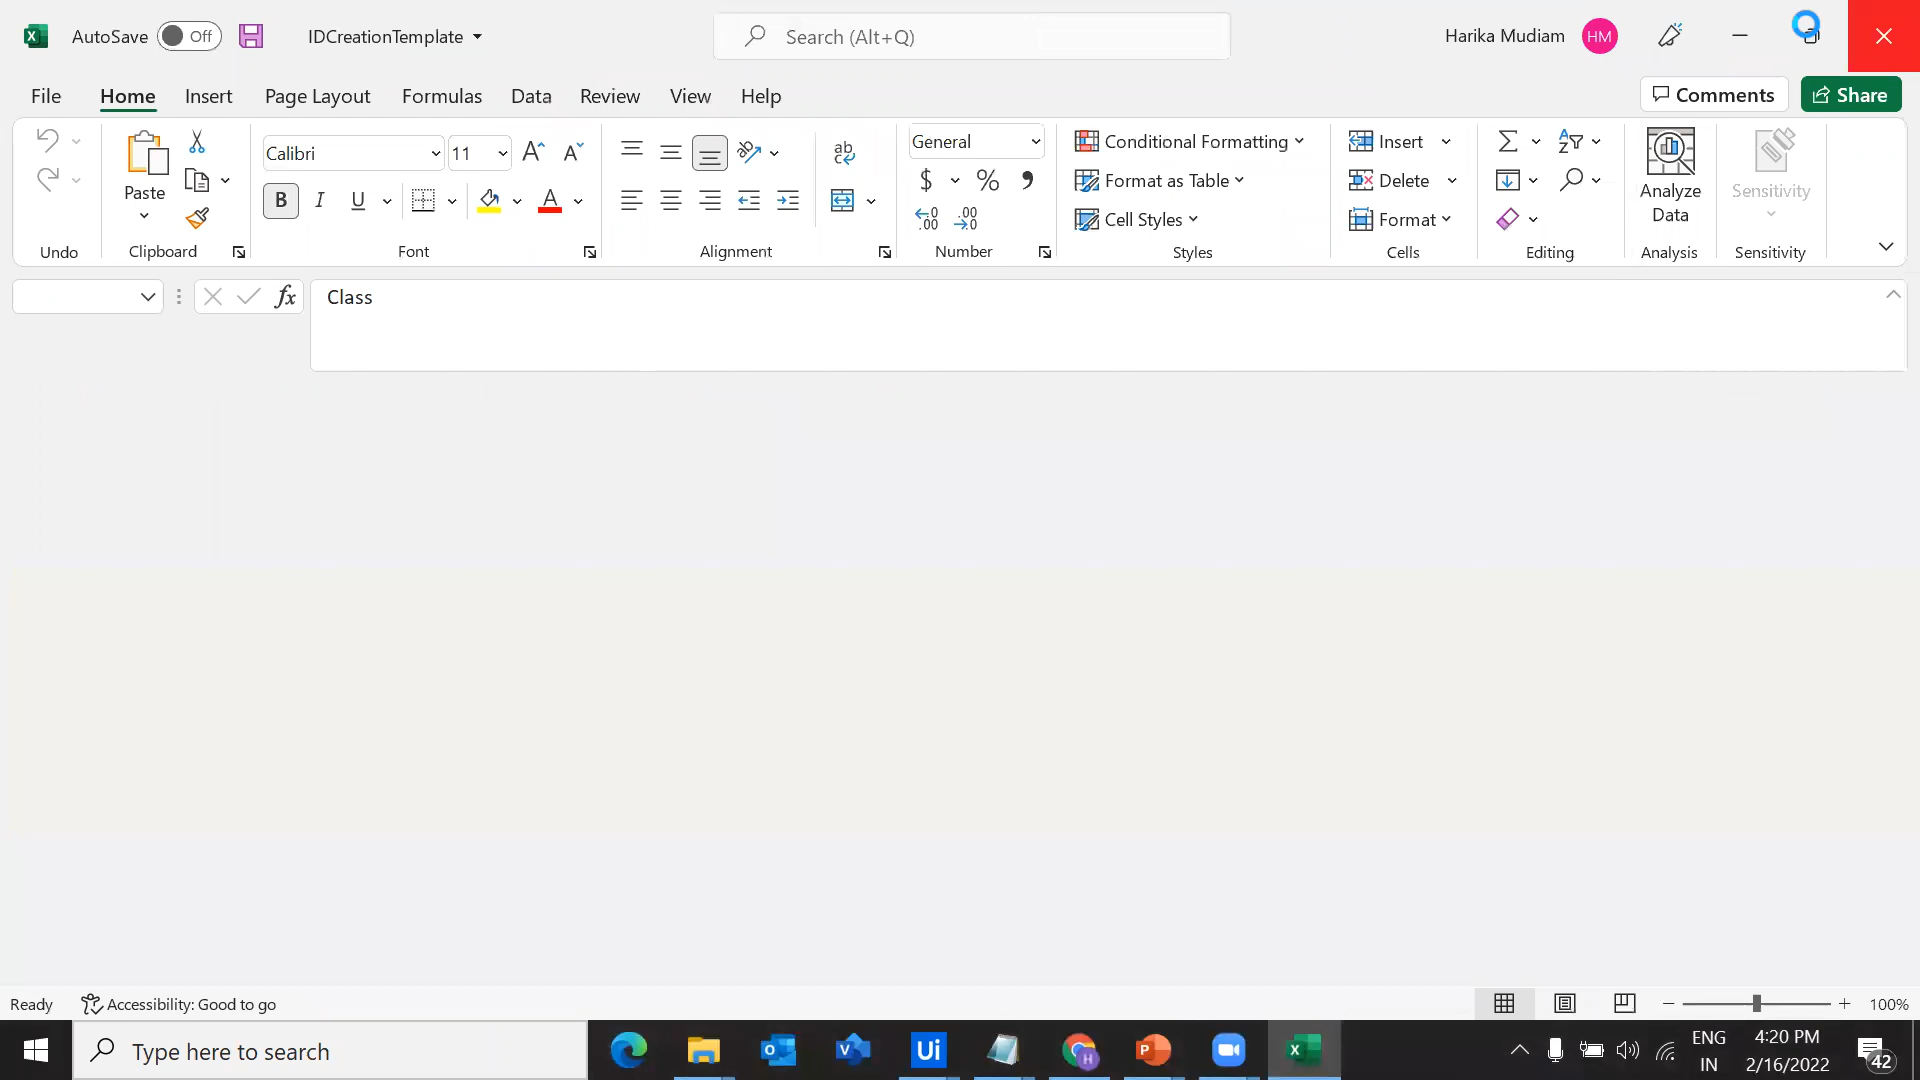 AutoSave Off IDCreationTemplate Search (Alt+Q) Harika Mudiam HM
File Home Insert Page Layout Formulas Data Review View Help Comments Share
Paste
Undo Clipboard
Calibri 11
B I U A
Font
ab
c
Alignment
General
$ % ,
Number
Conditional Formatting
Format as Table
Cell Styles
Styles
Insert
Delete
Format
Cells
Editing
Analyze
Data
Analysis
Sensitivity
Sensitivity
fx Class
Ready Accessibility: Good to go 100%
Type here to search Ui ENG
IN 4:20 PM
2/16/2022 42